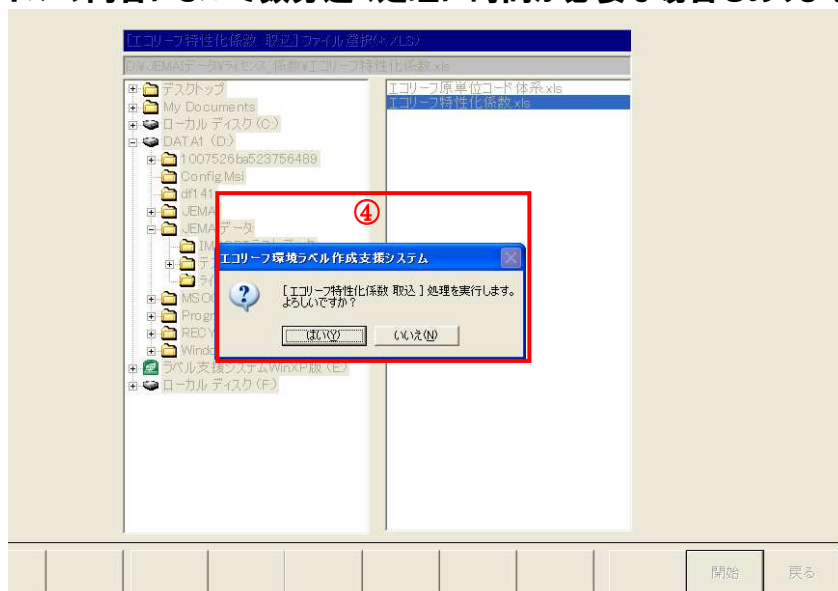 [エコリーフ特性化係数 取込] ファイル選択(*.XLS)
D:¥JEMAIデータ¥ライセンス_係数¥エコリーフ特性化係数.xls
デスクトップ
My Documents
ローカル ディスク (C:)
DATA1 (D:)
1007526ba523756489
Config.Msi
df141
JEMA
JEMAIデータ
MSO
Progr
RECY
Windo
ラベル支援システムWinXP版 (E:)
ローカル ディスク (F:)
エコリーフ原単位コード体系.xls
エコリーフ特性化係数.xls
④
エコリーフ環境ラベル作成支援システム
[エコリーフ特性化係数 取込] 処理を実行します。
よろしいですか?
はい(Y)
いいえ(N)
開始
戻る